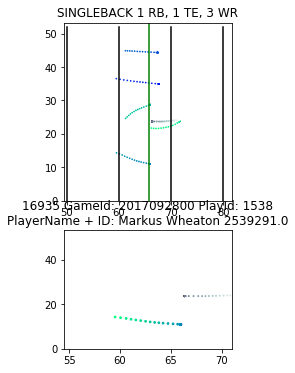 SINGLEBACK 1 RB, 1 TE, 3 WR
50
40
30
20
10
0
50 60 70 80
16935 GameId: 2017092800 PlayId: 1538
PlayerName + ID: Markus Wheaton 2539291.0
40
20
0
55 60 65 70